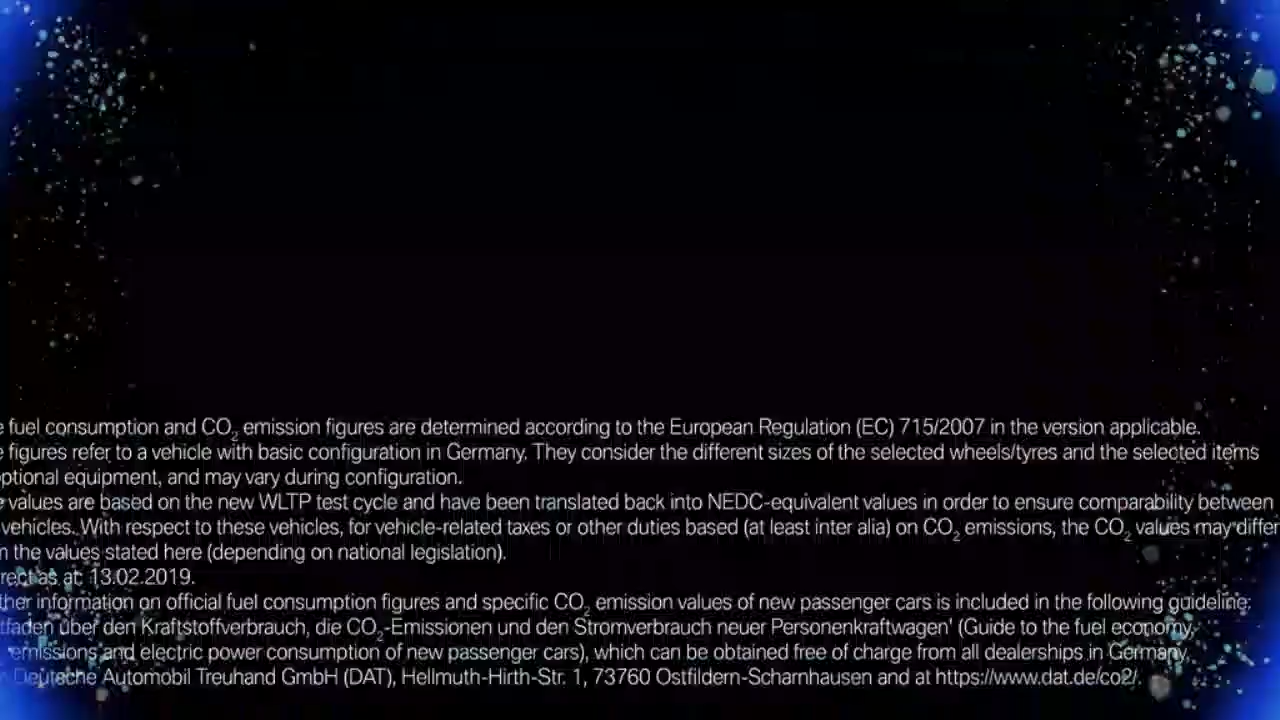 e fuel consumption and CO₂ emission figures are determined according to the European Regulation (EC) 715/2007 in the version applicable.
e figures refer to a vehicle with basic configuration in Germany. They consider the different sizes of the selected wheels/tyres and the selected items
ptional equipment, and may vary during configuration.
e values are based on the new WLTP test cycle and have been translated back into NEDC-equivalent values in order to ensure comparability between
vehicles. With respect to these vehicles, for vehicle-related taxes or other duties based (at least inter alia) on CO₂ emissions, the CO₂ values may differ
n the values stated here (depending on national legislation).
rect as at: 13.02.2019.
ther information on official fuel consumption figures and specific CO₂ emission values of new passenger cars is included in the following guideline:
tfaden über den Kraftstoffverbrauch, die CO₂-Emissionen und den Stromverbrauch neuer Personenkraftwagen' (Guide to the fuel economy,
emissions and electric power consumption of new passenger cars), which can be obtained free of charge from all dealerships in Germany,
Deutsche Automobil Treuhand GmbH (DAT), Hellmuth-Hirth-Str. 1, 73760 Ostfildern-Scharnhausen and at https://www.dat.de/co2/.